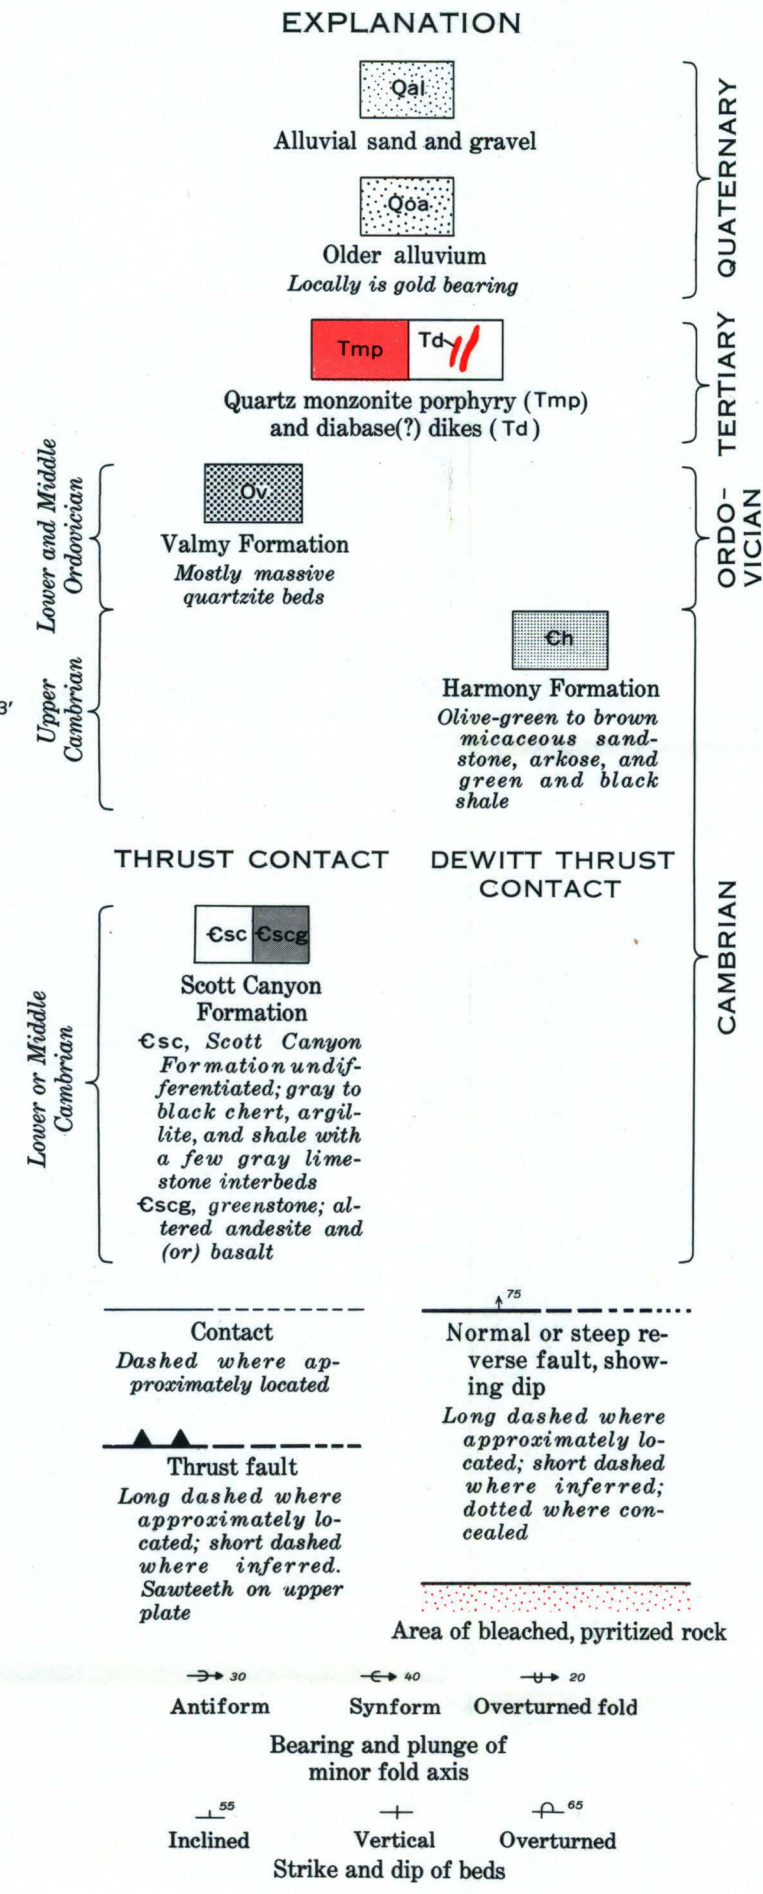 EXPLANATION
Qal
Alluvial sand and gravel
Qoa
Older alluvium
Locally is gold bearing
QUATERNARY
Tmp
Td
Quartz monzonite porphyry (Tmp)
and diabase(?) dikes (Td)
TERTIARY
Lower and Middle
Ordovician
Ov
Valmy Formation
Mostly massive
quartzite beds
ORDO-
VICIAN
3'
Upper
Cambrian
Єh
Harmony Formation
Olive-green to brown
micaceous sand-
stone, arkose, and
green and black
shale
THRUST CONTACT
DEWITT THRUST
CONTACT
CAMBRIAN
Lower or Middle
Cambrian
Єsc
Єscg
Scott Canyon
Formation
Єsc, Scott Canyon
Formation undif-
ferentiated; gray to
black chert, argil-
lite, and shale with
a few gray lime-
stone interbeds
Єscg, greenstone; al-
tered andesite and
(or) basalt
Contact
Dashed where ap-
proximately located
75
Normal or steep re-
verse fault, show-
ing dip
Long dashed where
approximately lo-
cated; short dashed
where inferred;
dotted where con-
cealed
Thrust fault
Long dashed where
approximately lo-
cated; short dashed
where inferred.
Sawteeth on upper
plate
Area of bleached, pyritized rock
30
Antiform
40
Synform
20
Overturned fold
Bearing and plunge of
minor fold axis
55
Inclined
Vertical
65
Overturned
Strike and dip of beds